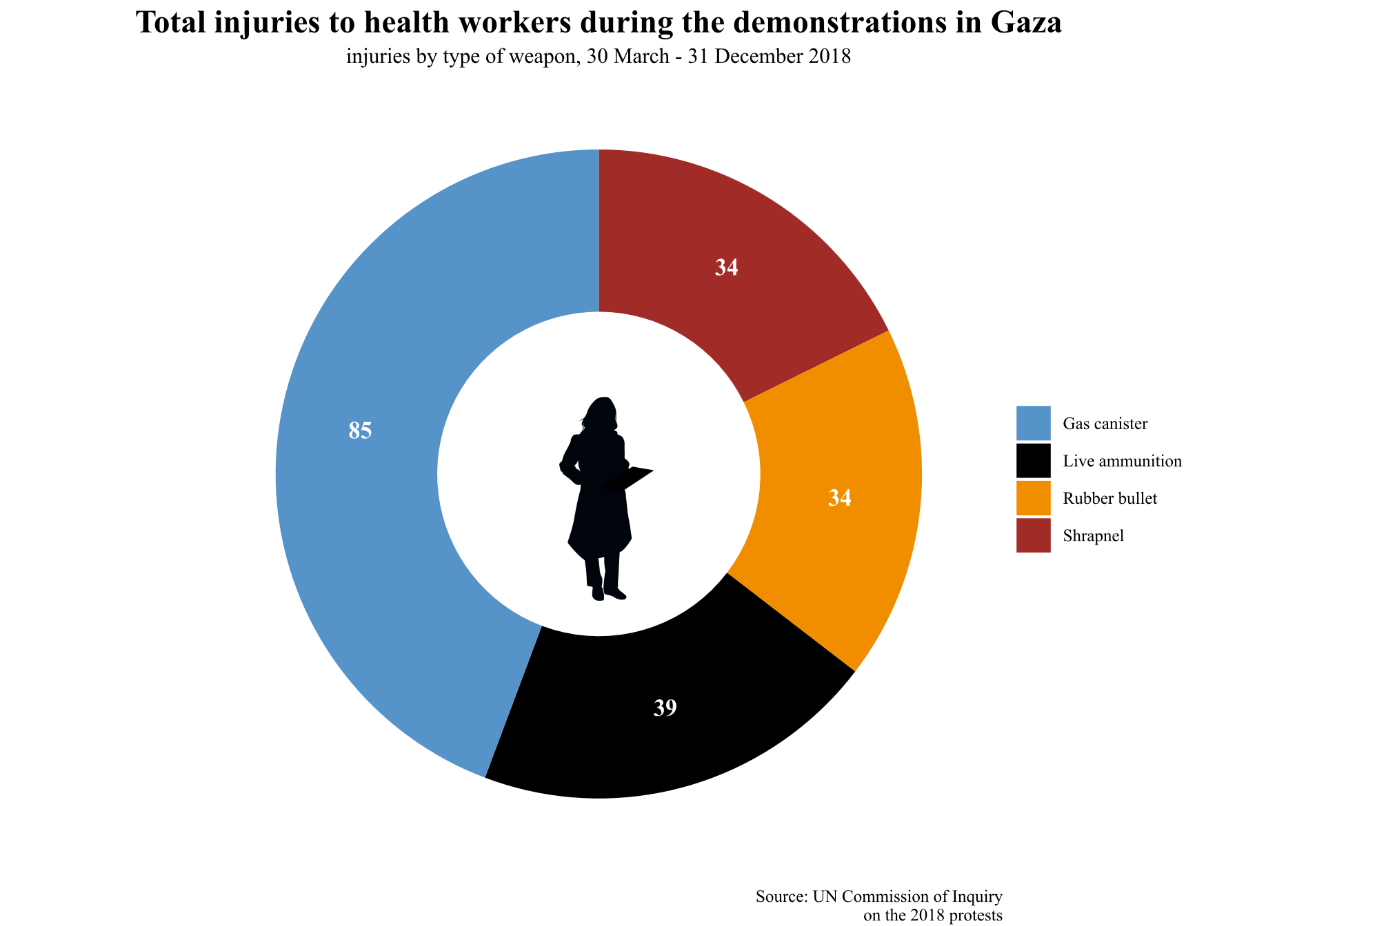 Total injuries to health workers during the demonstrations in Gaza
injuries by type of weapon, 30 March - 31 December 2018
34
85
34
39
Gas canister
Live ammunition
Rubber bullet
Shrapnel
Source: UN Commission of Inquiry
on the 2018 protests